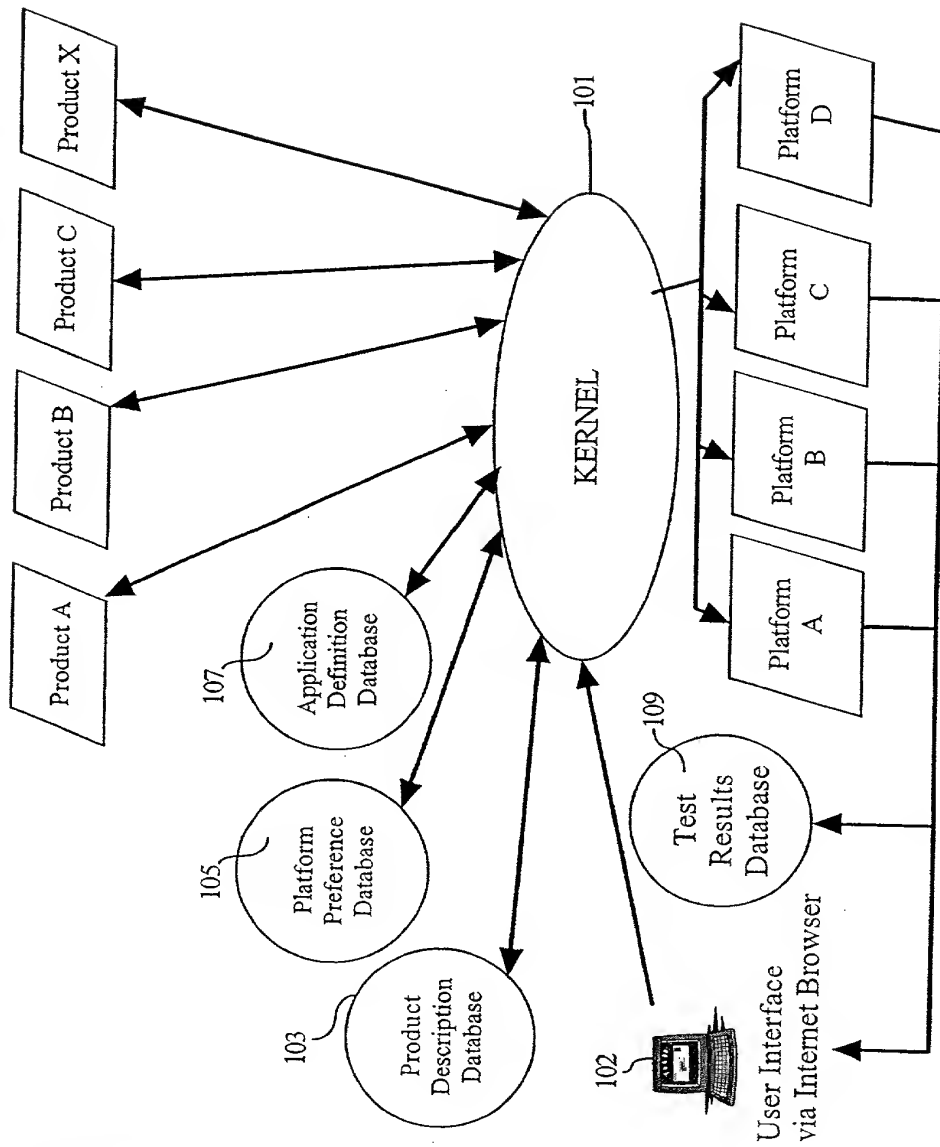 Product A
Product B
Product C
Product X
107
Application
Definition
Database
105
Platform
Preference
Database
103
Product
Description
Database
101
KERNEL
102
User Interface
via Internet Browser
109
Test
Results
Database
Platform
A
Platform
B
Platform
C
Platform
D